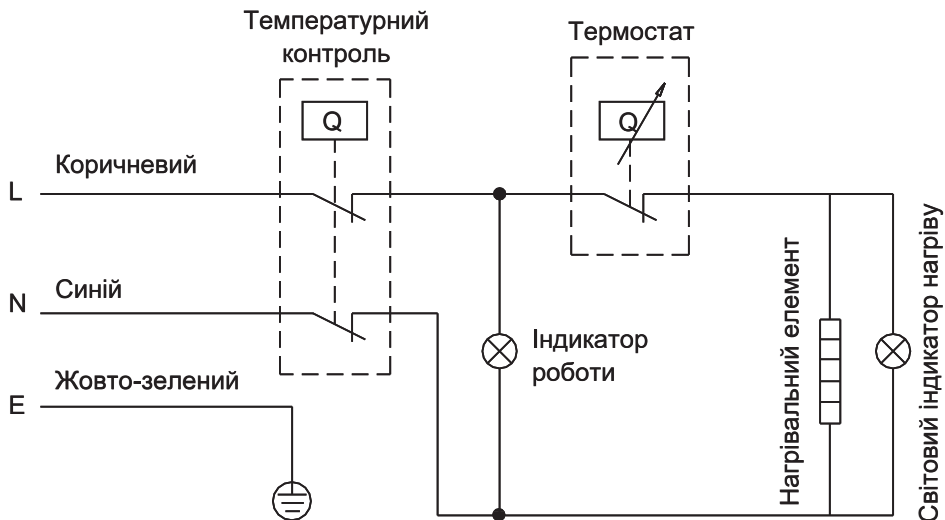 Температурний
контроль
Термостат
Q
Q
Коричневий
L
Синій
N
Жовто-зелений
E
Індикатор
роботи
Нагрівальний елемент
Світовий індикатор нагріву